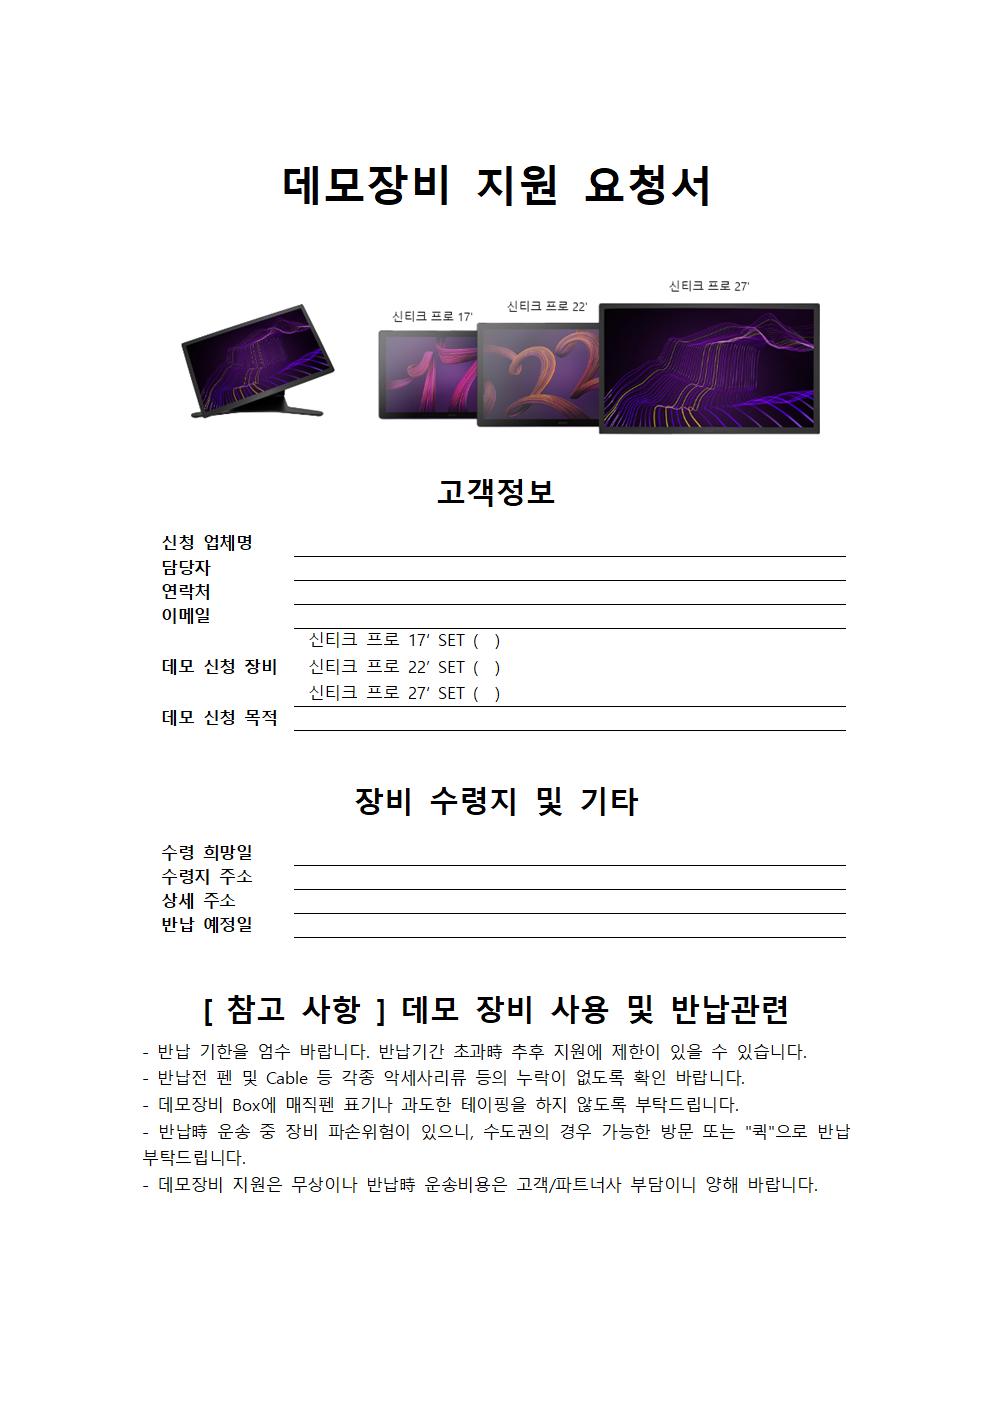 데모장비 지원 요청서
신티크 프로 27'
신티크 프로 22'
신티크 프로 17'
고객정보
신청 업체명
담당자
연락처
이메일
신티크 프로 17‘ SET (  )
데모 신청 장비 신티크 프로 22’ SET (  )
신티크 프로 27‘ SET (  )
데모 신청 목적
장비 수령지 및 기타
수령 희망일
수령지 주소
상세 주소
반납 예정일
[ 참고 사항 ] 데모 장비 사용 및 반납관련
- 반납 기한을 엄수 바랍니다. 반납기간 초과時 추후 지원에 제한이 있을 수 있습니다.
- 반납전 펜 및 Cable 등 각종 악세사리류 등의 누락이 없도록 확인 바랍니다.
- 데모장비 Box에 매직펜 표기나 과도한 테이핑을 하지 않도록 부탁드립니다.
- 반납時 운송 중 장비 파손위험이 있으니, 수도권의 경우 가능한 방문 또는 "퀵"으로 반납
부탁드립니다.
- 데모장비 지원은 무상이나 반납時 운송비용은 고객/파트너사 부담이니 양해 바랍니다.